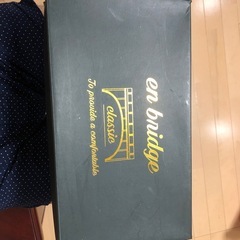 en bridge
classic
To provide a comfortable.